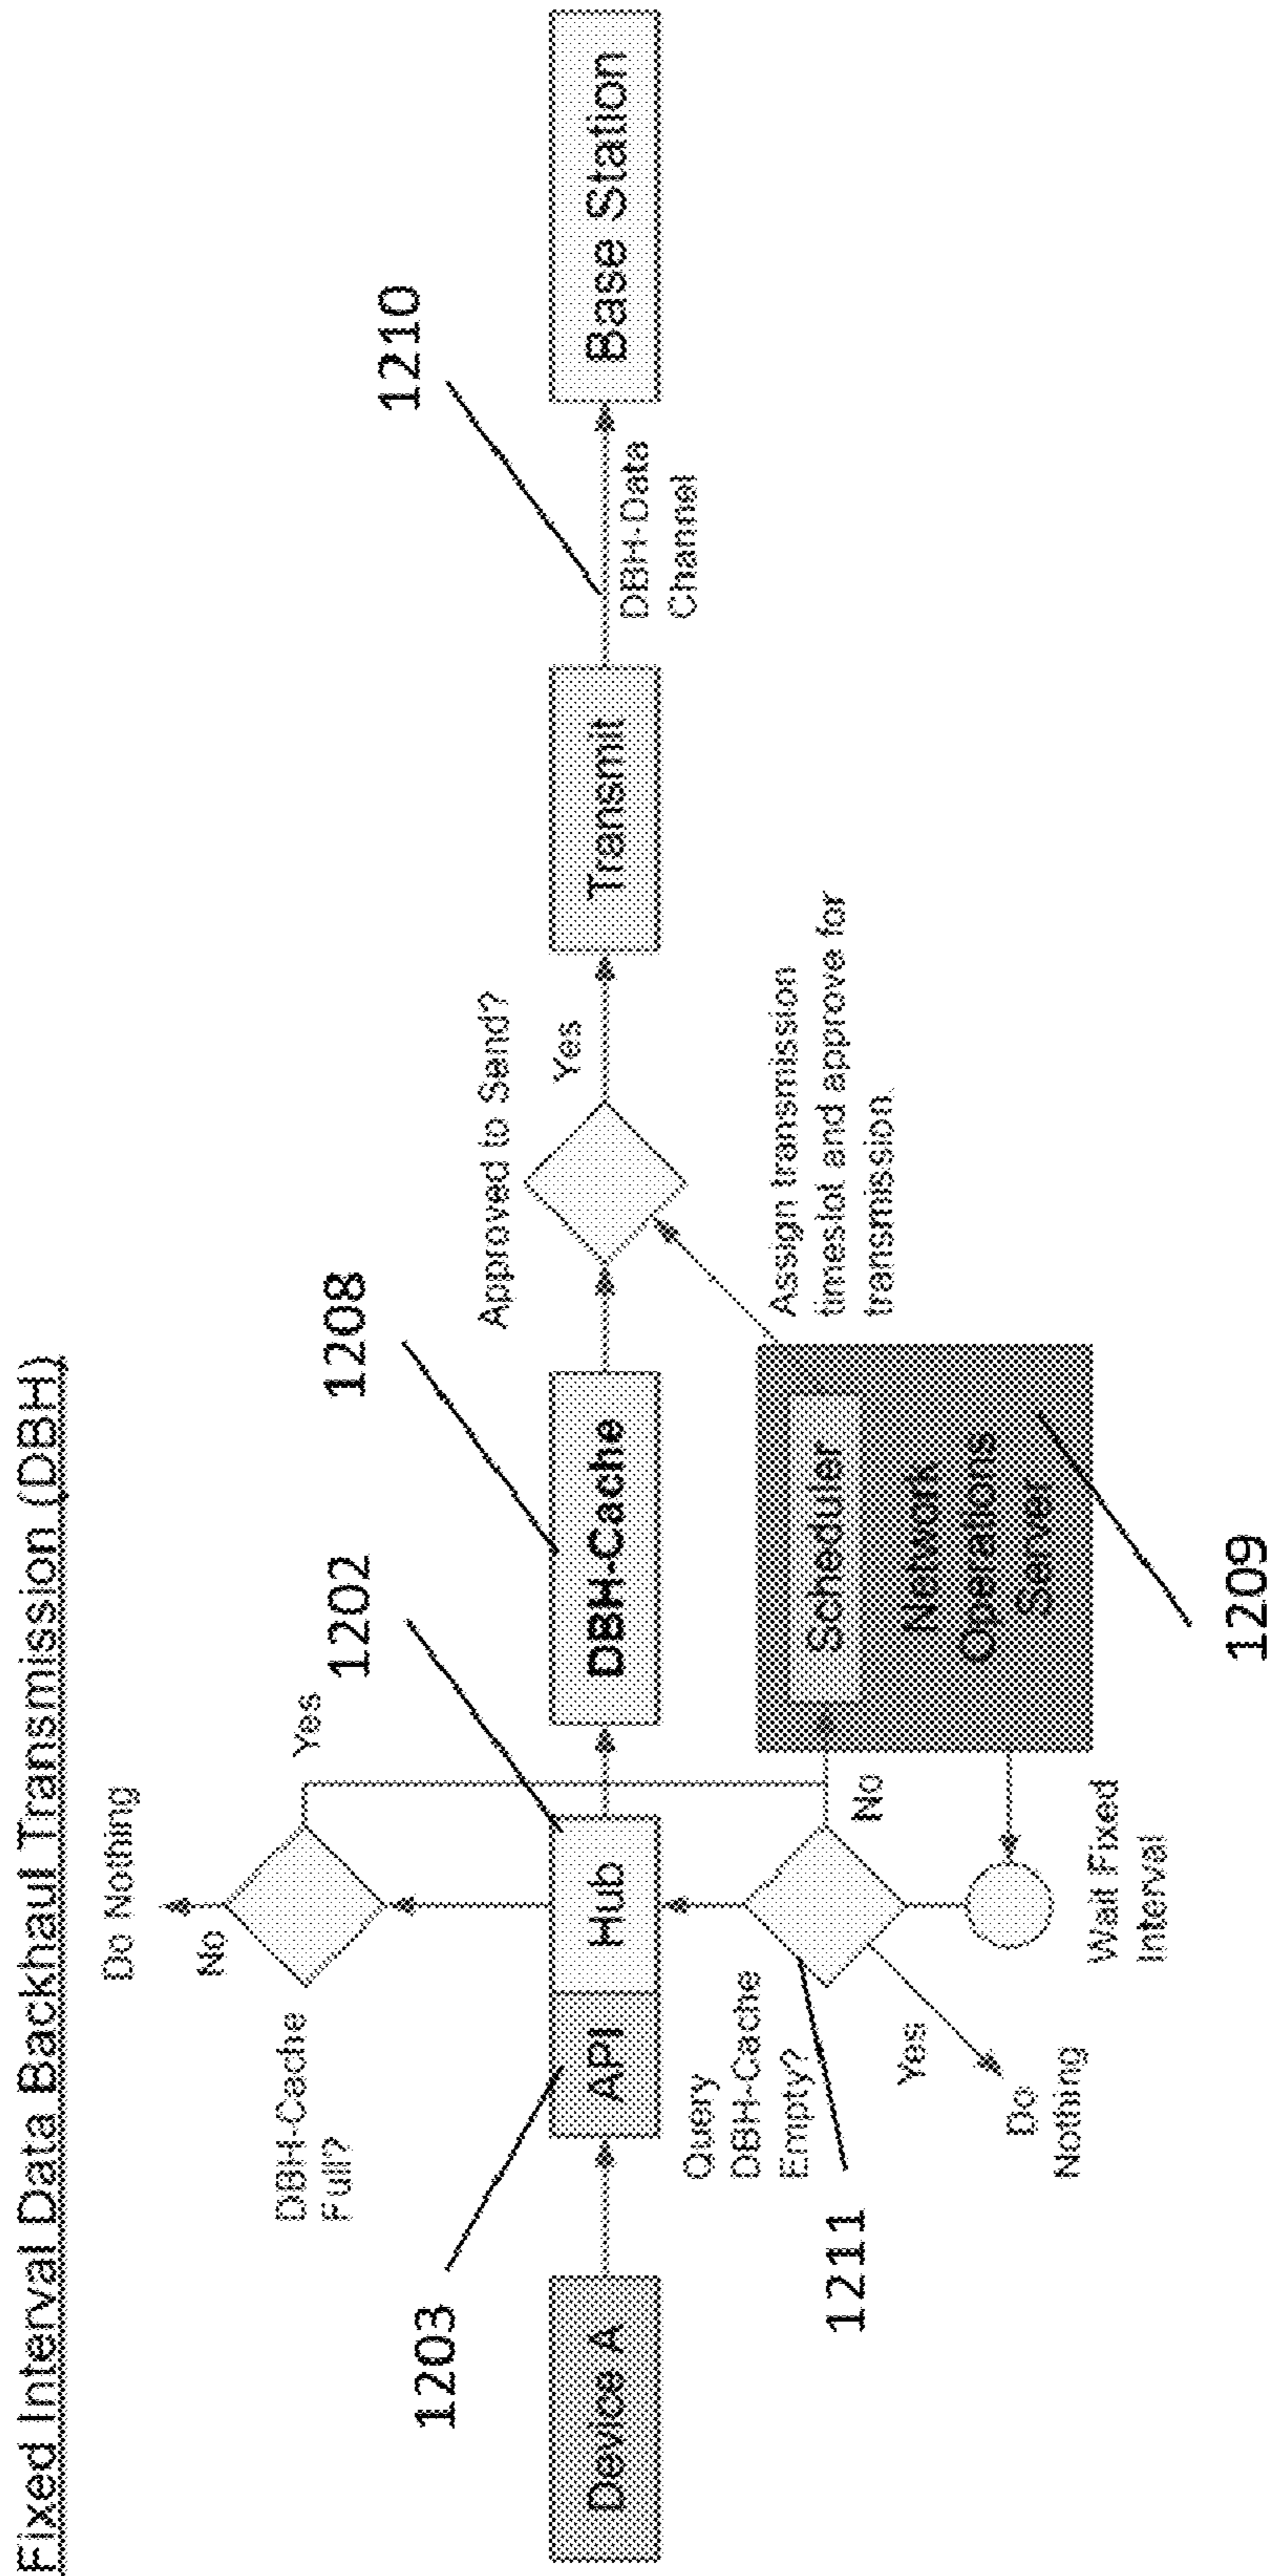 Fixed Interval Data Backhaul Transmission (DBH)
Do Nothing
No
Yes
DBH-Cache
Full?
1202
1208
1210
1203
Approved to Send?
Device A
API
Hub
DBH-Cache
Yes
Transmit
DBH-Data
Channel
Base Station
Query
DBH-Cache
Empty?
1211
No
Yes
Do
Nothing
Wait Fixed
Interval
Scheduler
Network
Operations
Server
1209
Assign transmission
timeslot and approve for
transmission.